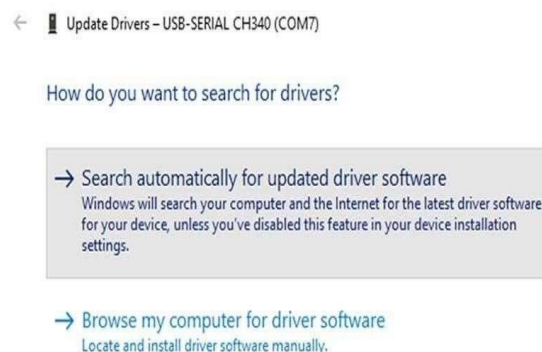 Update Drivers – USB-SERIAL CH340 (COM7)
How do you want to search for drivers?
→ Search automatically for updated driver software
Windows will search your computer and the Internet for the latest driver software
for your device, unless you've disabled this feature in your device installation
settings.
→ Browse my computer for driver software
Locate and install driver software manually.